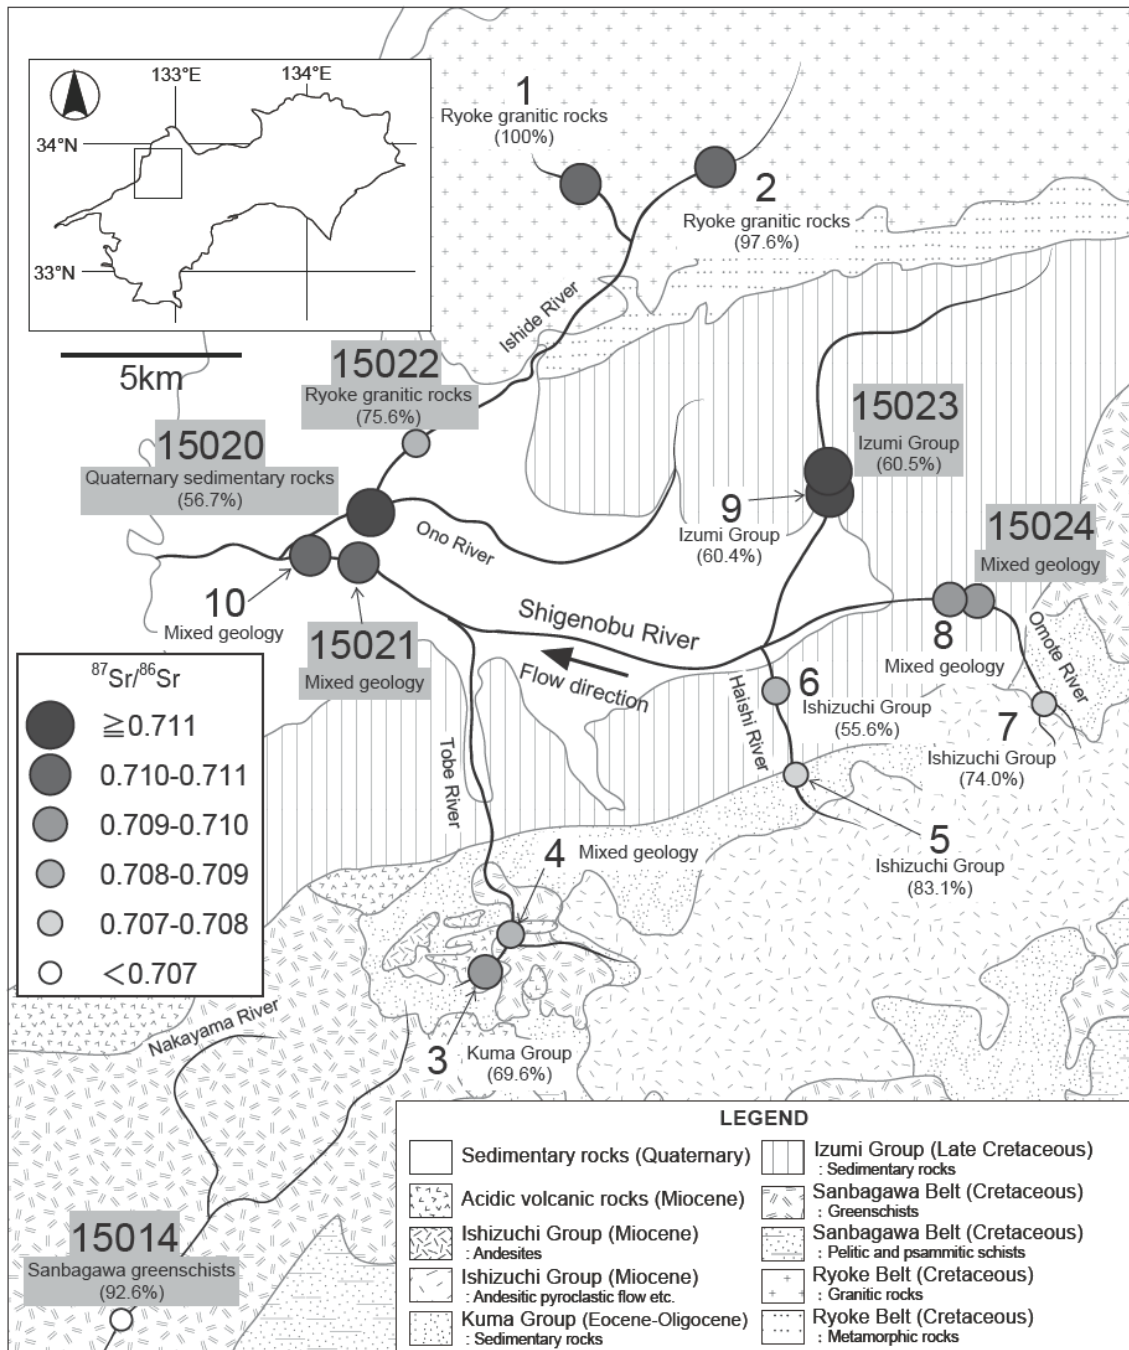 133°E
134°E
34°N
33°N
5km
1
Ryoke granitic rocks
(100%)
2
Ryoke granitic rocks
(97.6%)
Ishide River
15022
Ryoke granitic rocks
(75.6%)
15020
Quaternary sedimentary rocks
(56.7%)
15023
Izumi Group
(60.5%)
9
Izumi Group
(60.4%)
15024
Mixed geology
Ono River
10
Mixed geology
15021
Mixed geology
Shigenobu River
Flow direction
8
Mixed geology
Omote River
7
Ishizuchi Group
(74.0%)
6
Ishizuchi Group
(55.6%)
Haishi River
5
Ishizuchi Group
(83.1%)
Tobe River
4 Mixed geology
3
Kuma Group
(69.6%)
87Sr/86Sr
≧0.711
0.710-0.711
0.709-0.710
0.708-0.709
0.707-0.708
<0.707
Nakayama River
15014
Sanbagawa greenschists
(92.6%)
LEGEND
Sedimentary rocks (Quaternary)
Acidic volcanic rocks (Miocene)
Ishizuchi Group (Miocene)
: Andesites
Ishizuchi Group (Miocene)
: Andesitic pyroclastic flow etc.
Kuma Group (Eocene-Oligocene)
: Sedimentary rocks
Izumi Group (Late Cretaceous)
: Sedimentary rocks
Sanbagawa Belt (Cretaceous)
: Greenschists
Sanbagawa Belt (Cretaceous)
: Pelitic and psammitic schists
Ryoke Belt (Cretaceous)
: Granitic rocks
Ryoke Belt (Cretaceous)
: Metamorphic rocks